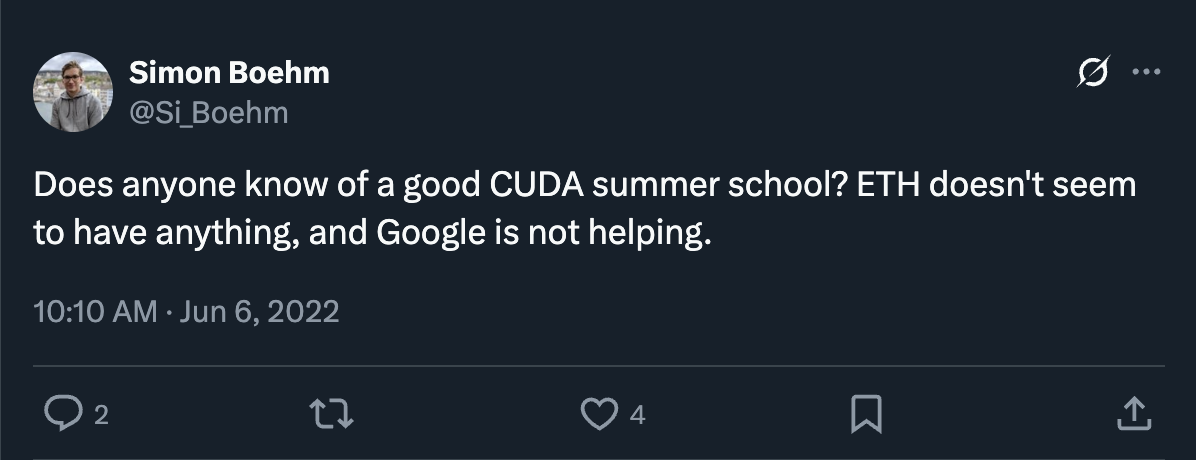 Simon Boehm
@Si_Boehm
Does anyone know of a good CUDA summer school? ETH doesn't seem
to have anything, and Google is not helping.
10:10 AM · Jun 6, 2022
2
4